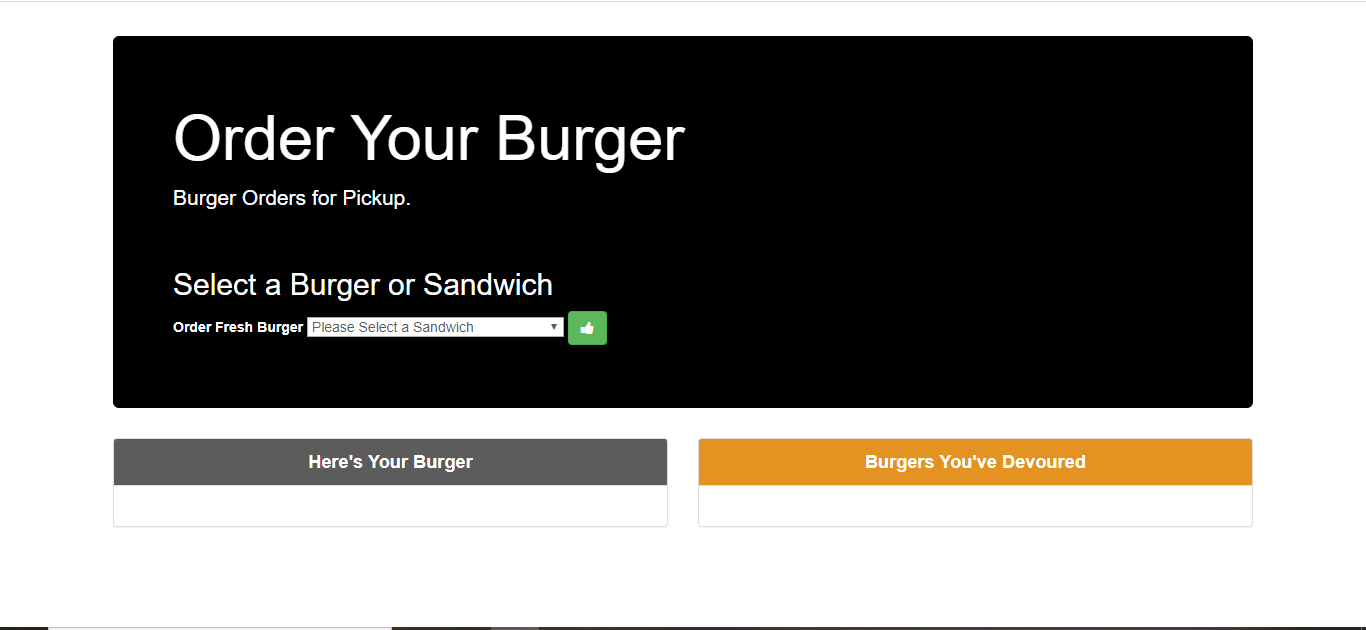 Order Your Burger
Burger Orders for Pickup.
Select a Burger or Sandwich
Order Fresh Burger Please Select a Sandwich
Here's Your Burger
Burgers You've Devoured